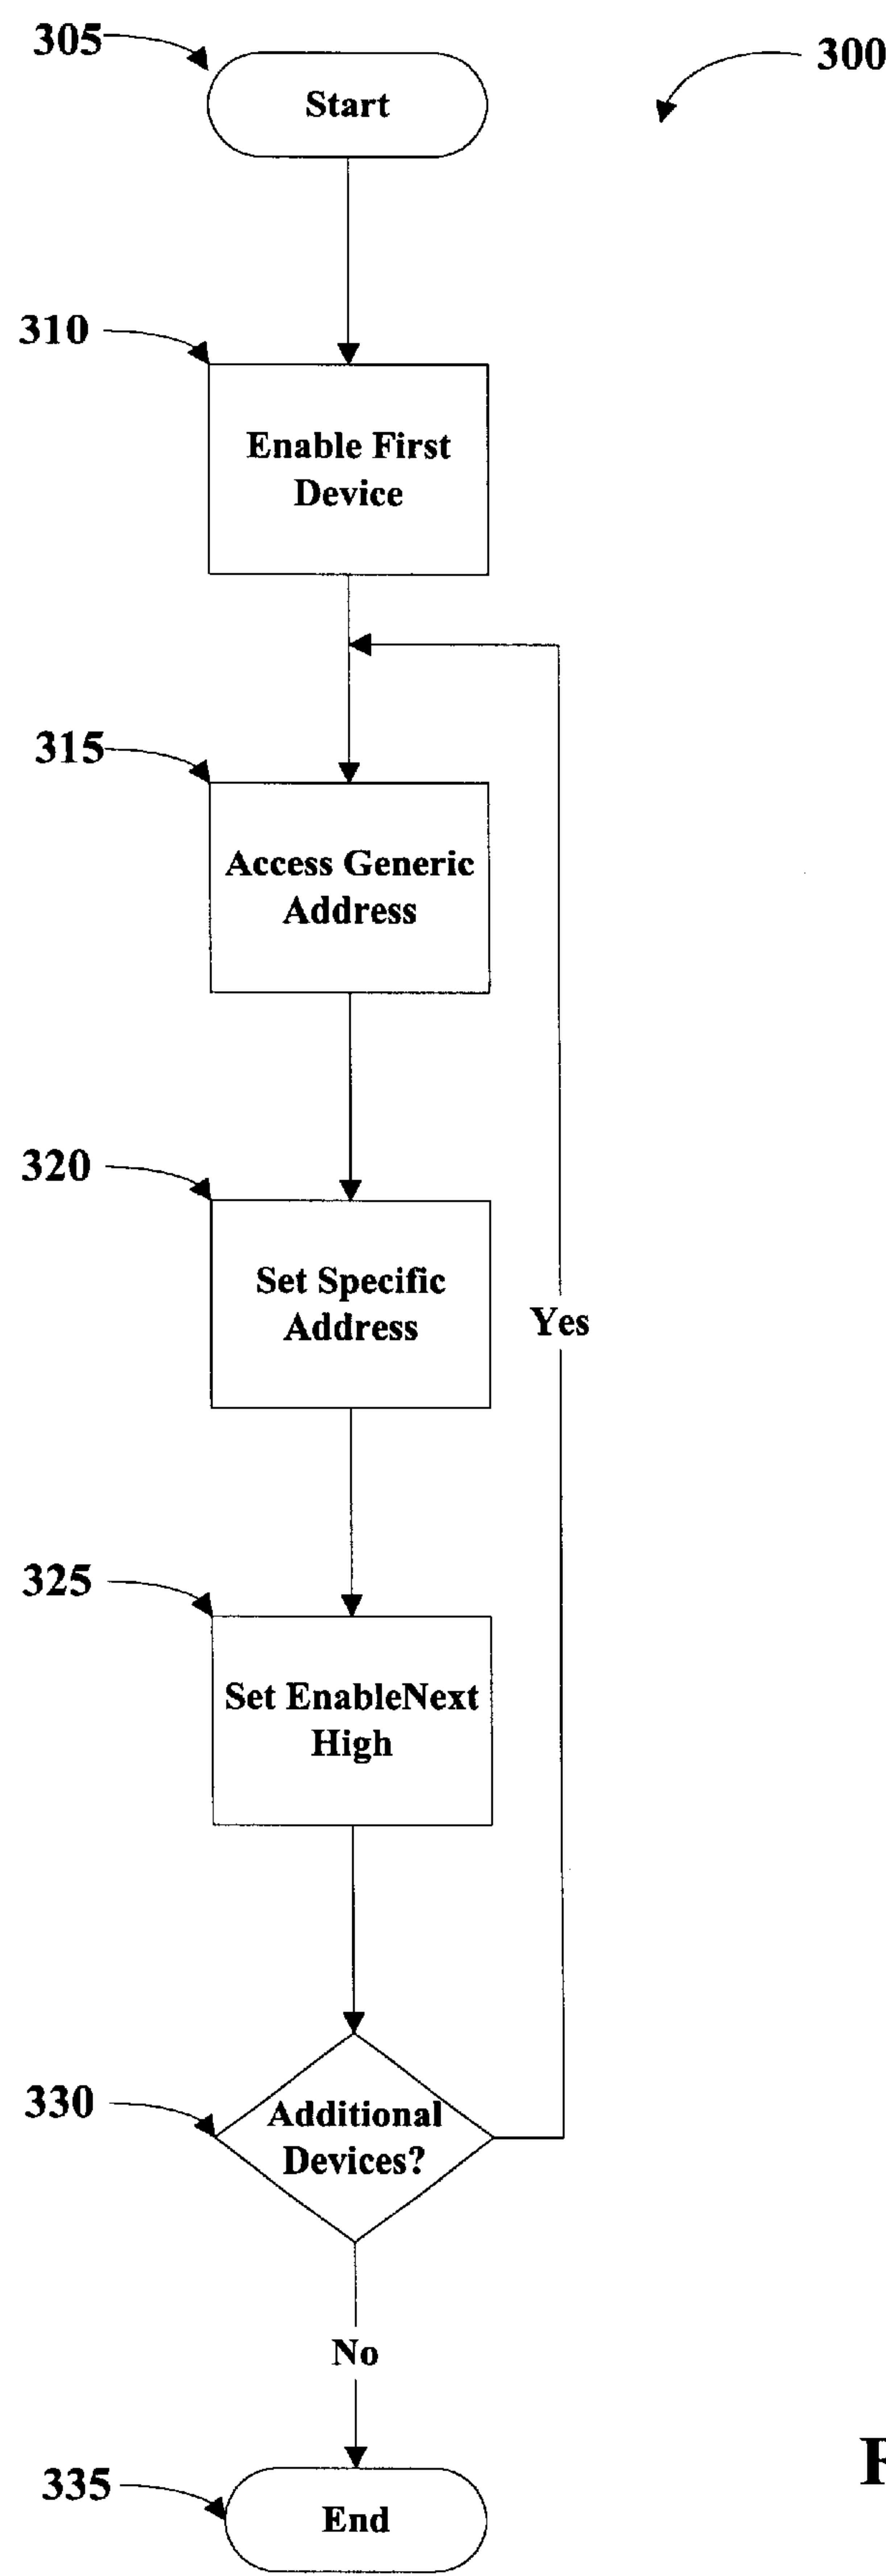 305
300
Start
310
Enable First
Device
315
Access Generic
Address
320
Set Specific
Address
Yes
325
Set EnableNext
High
330
Additional
Devices?
No
335
End